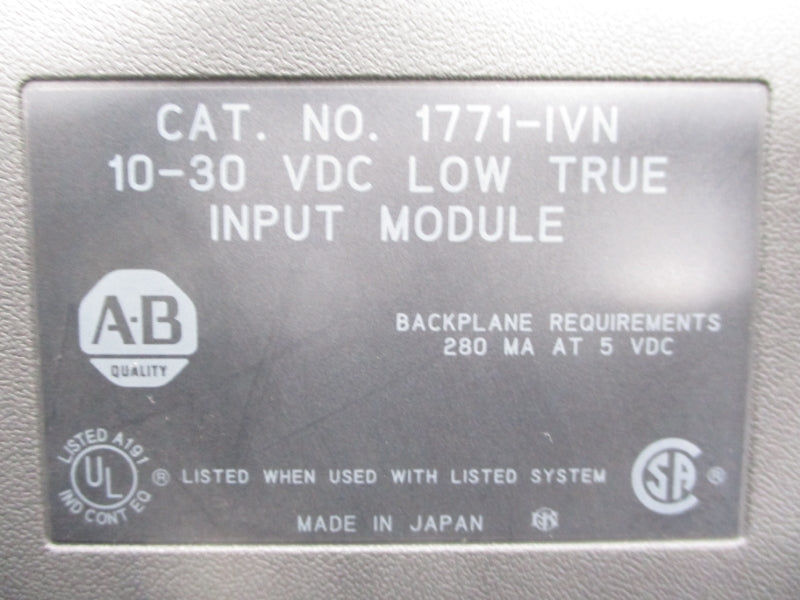 CAT. NO. 1771-IVN
10-30 VDC LOW TRUE
INPUT MODULE
A-B
QUALITY
BACKPLANE REQUIREMENTS
280 MA AT 5 VDC
LISTED A191
UL
IND CONT EQ
® LISTED WHEN USED WITH LISTED SYSTEM
SA ®
MADE IN JAPAN